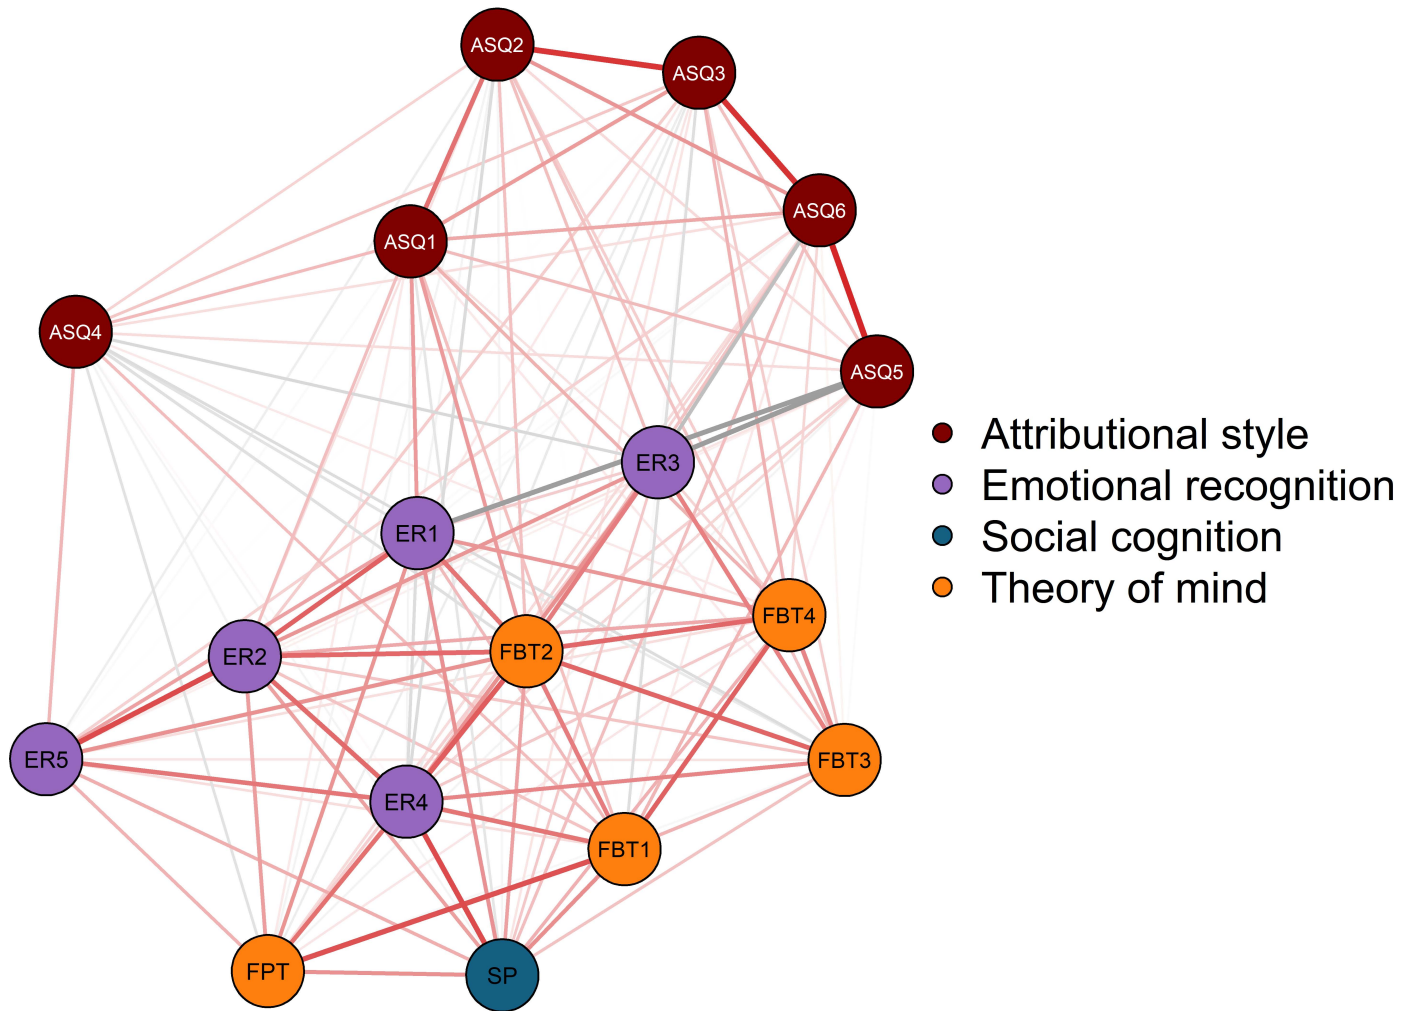 ASQ2
ASQ3
ASQ6
ASQ1
ASQ4
ASQ5
Attributional style
ER3
Emotional recognition
ER1
Social cognition
Theory of mind
FBT4
FBT2
ER2
ER5
FBT3
ER4
FBT1
FPT
SP